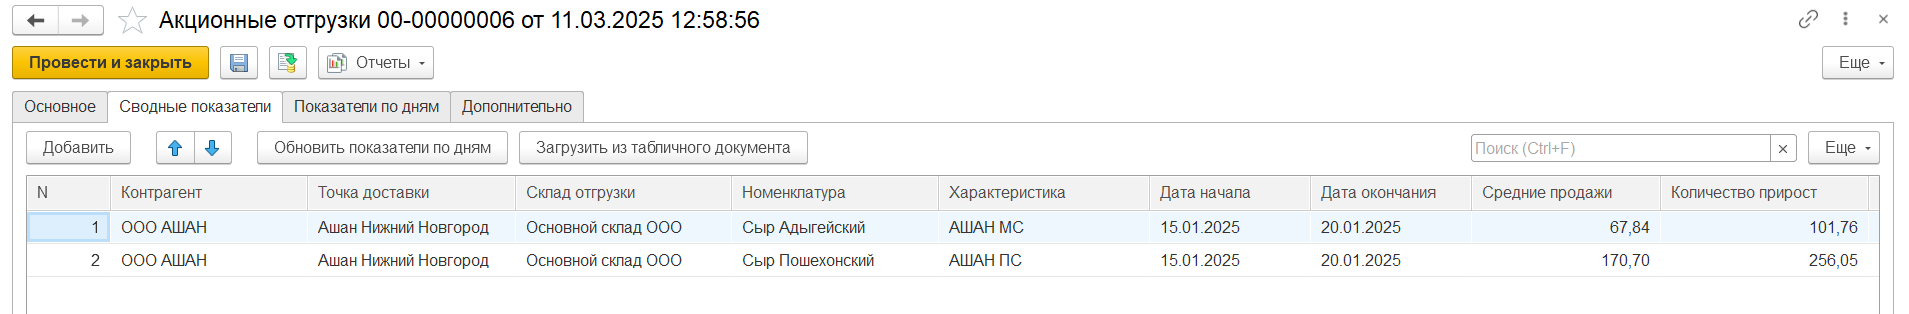 Акционные отгрузки 00-00000006 от 11.03.2025 12:58:56
Провести и закрыть Отчеты Еще
Основное Сводные показатели Показатели по дням Дополнительно
Добавить Обновить показатели по дням Загрузить из табличного документа Поиск (Ctrl+F) Еще
N Контрагент Точка доставки Склад отгрузки Номенклатура Характеристика Дата начала Дата окончания Средние продажи Количество прирост
1 ООО АШАН Ашан Нижний Новгород Основной склад ООО Сыр Адыгейский АШАН МС 15.01.2025 20.01.2025 67,84 101,76
2 ООО АШАН Ашан Нижний Новгород Основной склад ООО Сыр Пошехонский АШАН ПС 15.01.2025 20.01.2025 170,70 256,05